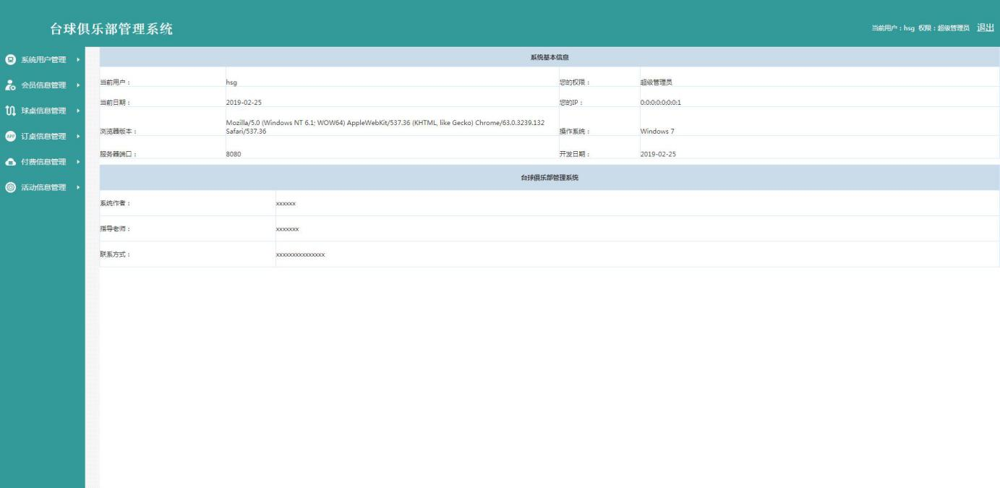 台球俱乐部管理系统
当前用户：hsg 权限：超级管理员 退出
系统用户管理
会员信息管理
球桌信息管理
APP 订桌信息管理
付费信息管理
活动信息管理
系统基本信息
当前用户： hsg 您的权限： 超级管理员
当前日期： 2019-02-25 您的IP： 0:0:0:0:0:0:0:1
Mozilla/5.0 (Windows NT 6.1; WOW64) AppleWebKit/537.36 (KHTML, like Gecko) Chrome/63.0.3239.132
浏览器版本： Safari/537.36 操作系统： Windows 7
服务器端口： 8080 开发日期： 2019-02-25
台球俱乐部管理系统
系统作者： xxxxxx
指导老师： xxxxxxx
联系方式： xxxxxxxxxxxxxxx